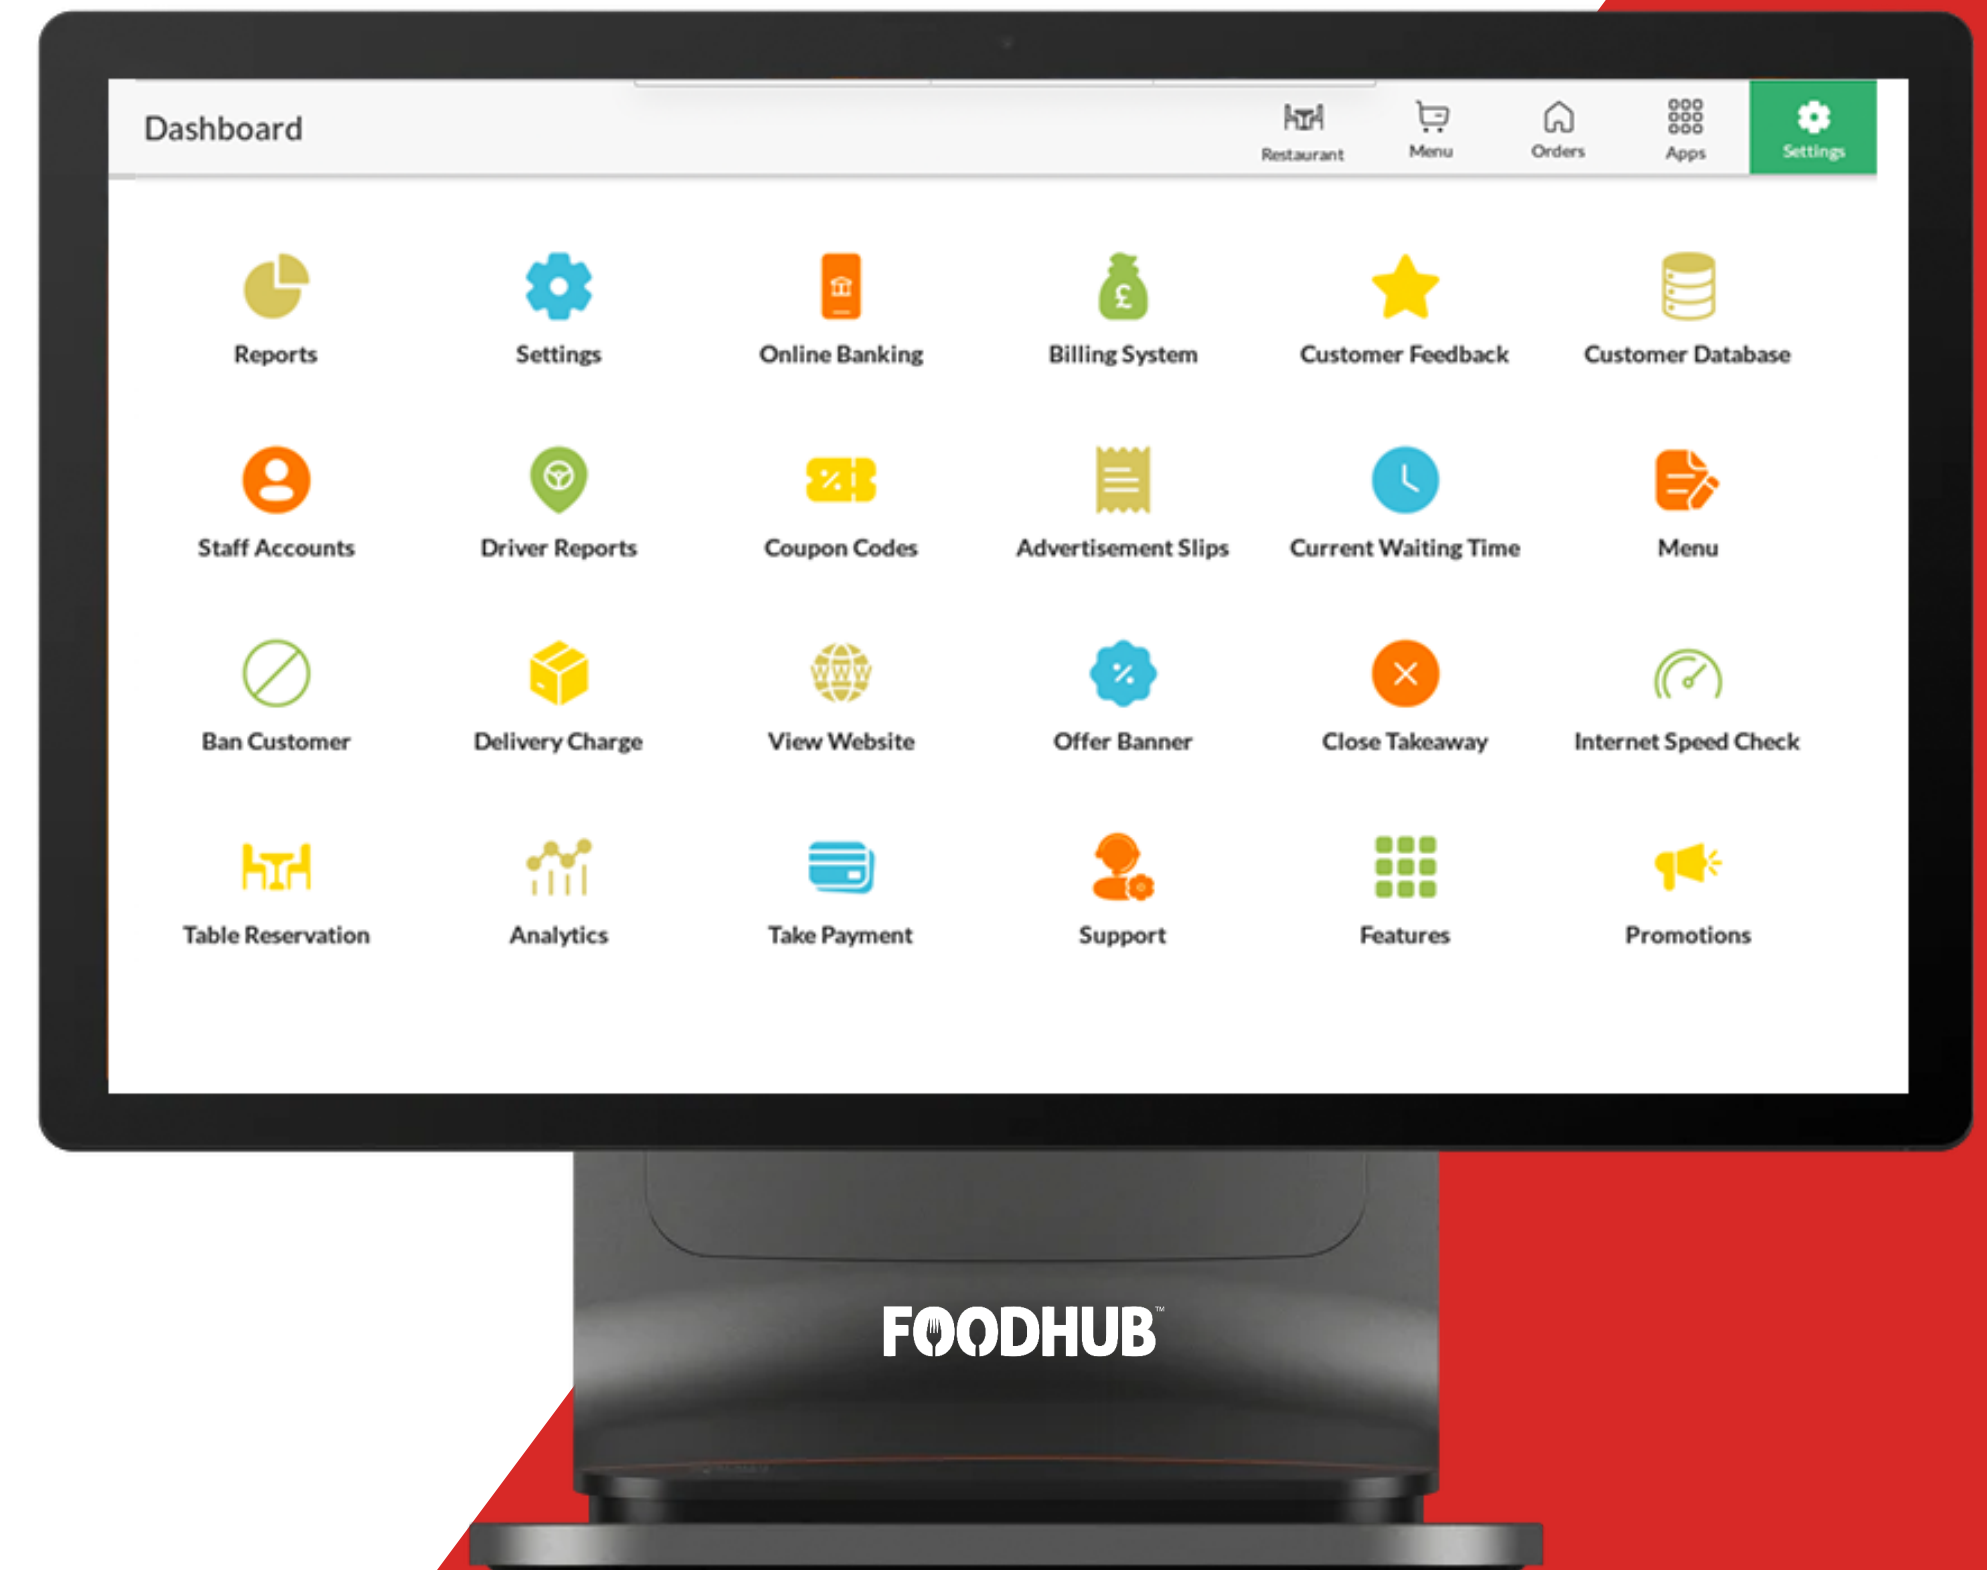 Dashboard
Restaurant
Menu
Orders
Apps
Settings
Reports
Settings
Online Banking
£
Billing System
Customer Feedback
Customer Database
Staff Accounts
Driver Reports
%
Coupon Codes
Advertisement Slips
Current Waiting Time
Menu
Ban Customer
Delivery Charge
WWW
View Website
%
Offer Banner
Close Takeaway
Internet Speed Check
Table Reservation
Analytics
Take Payment
Support
Features
Promotions
FOODHUB™